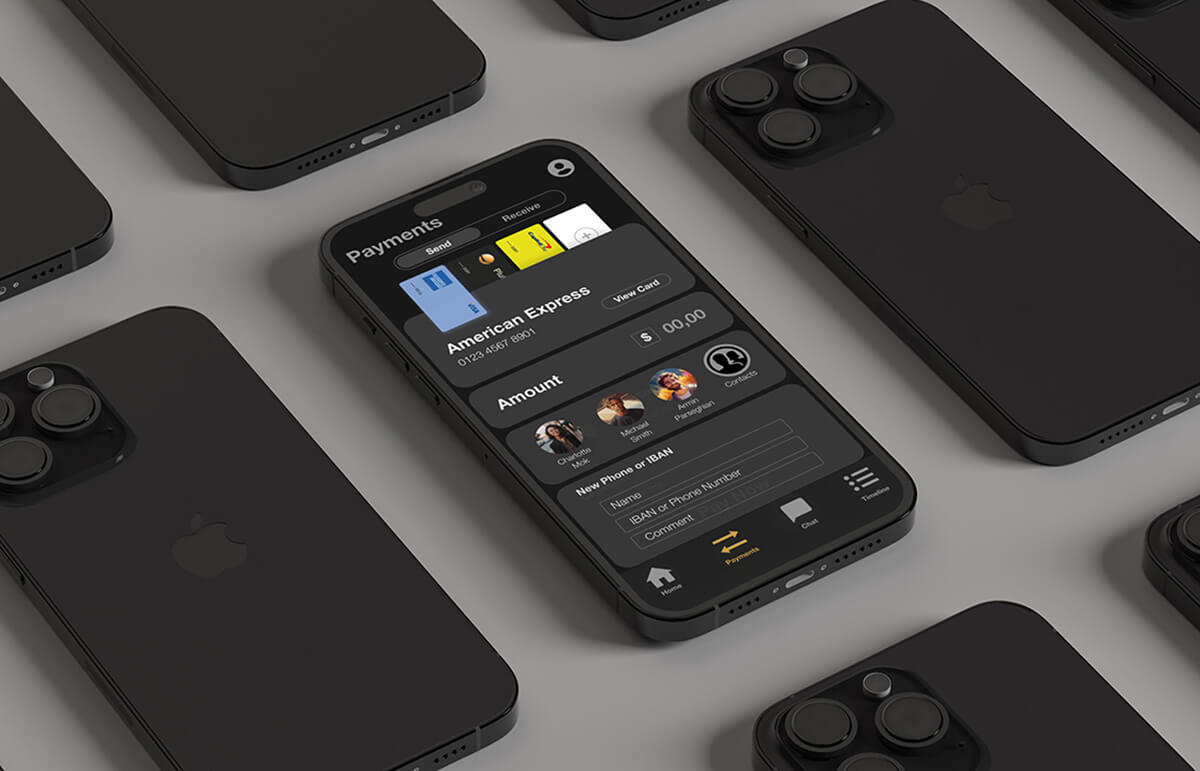 Payments
Send
Receive
VISA
American Express
0123 4567 8901
View Card
Amount
$ 00,00
Charlotte
Mok
Michael
Smith
Armin
Parseghian
Contacts
New Phone or IBAN
Name
IBAN or Phone Number
Comment
Pay Now
Home
Payments
Chat
Timeline